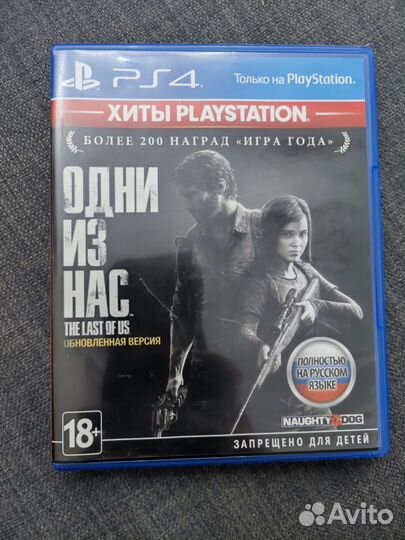 PS4
Только на PlayStation.
ХИТЫ PLAYSTATION.
БОЛЕЕ 200 НАГРАД «ИГРА ГОДА»
ОДНИ
ИЗ
НАС
THE LAST OF US
ОБНОВЛЕННАЯ ВЕРСИЯ
ПОЛНОСТЬЮ
НА РУССКОМ
ЯЗЫКЕ
18+
NAUGHTY DOG
ЗАПРЕЩЕНО ДЛЯ ДЕТЕЙ
Avito